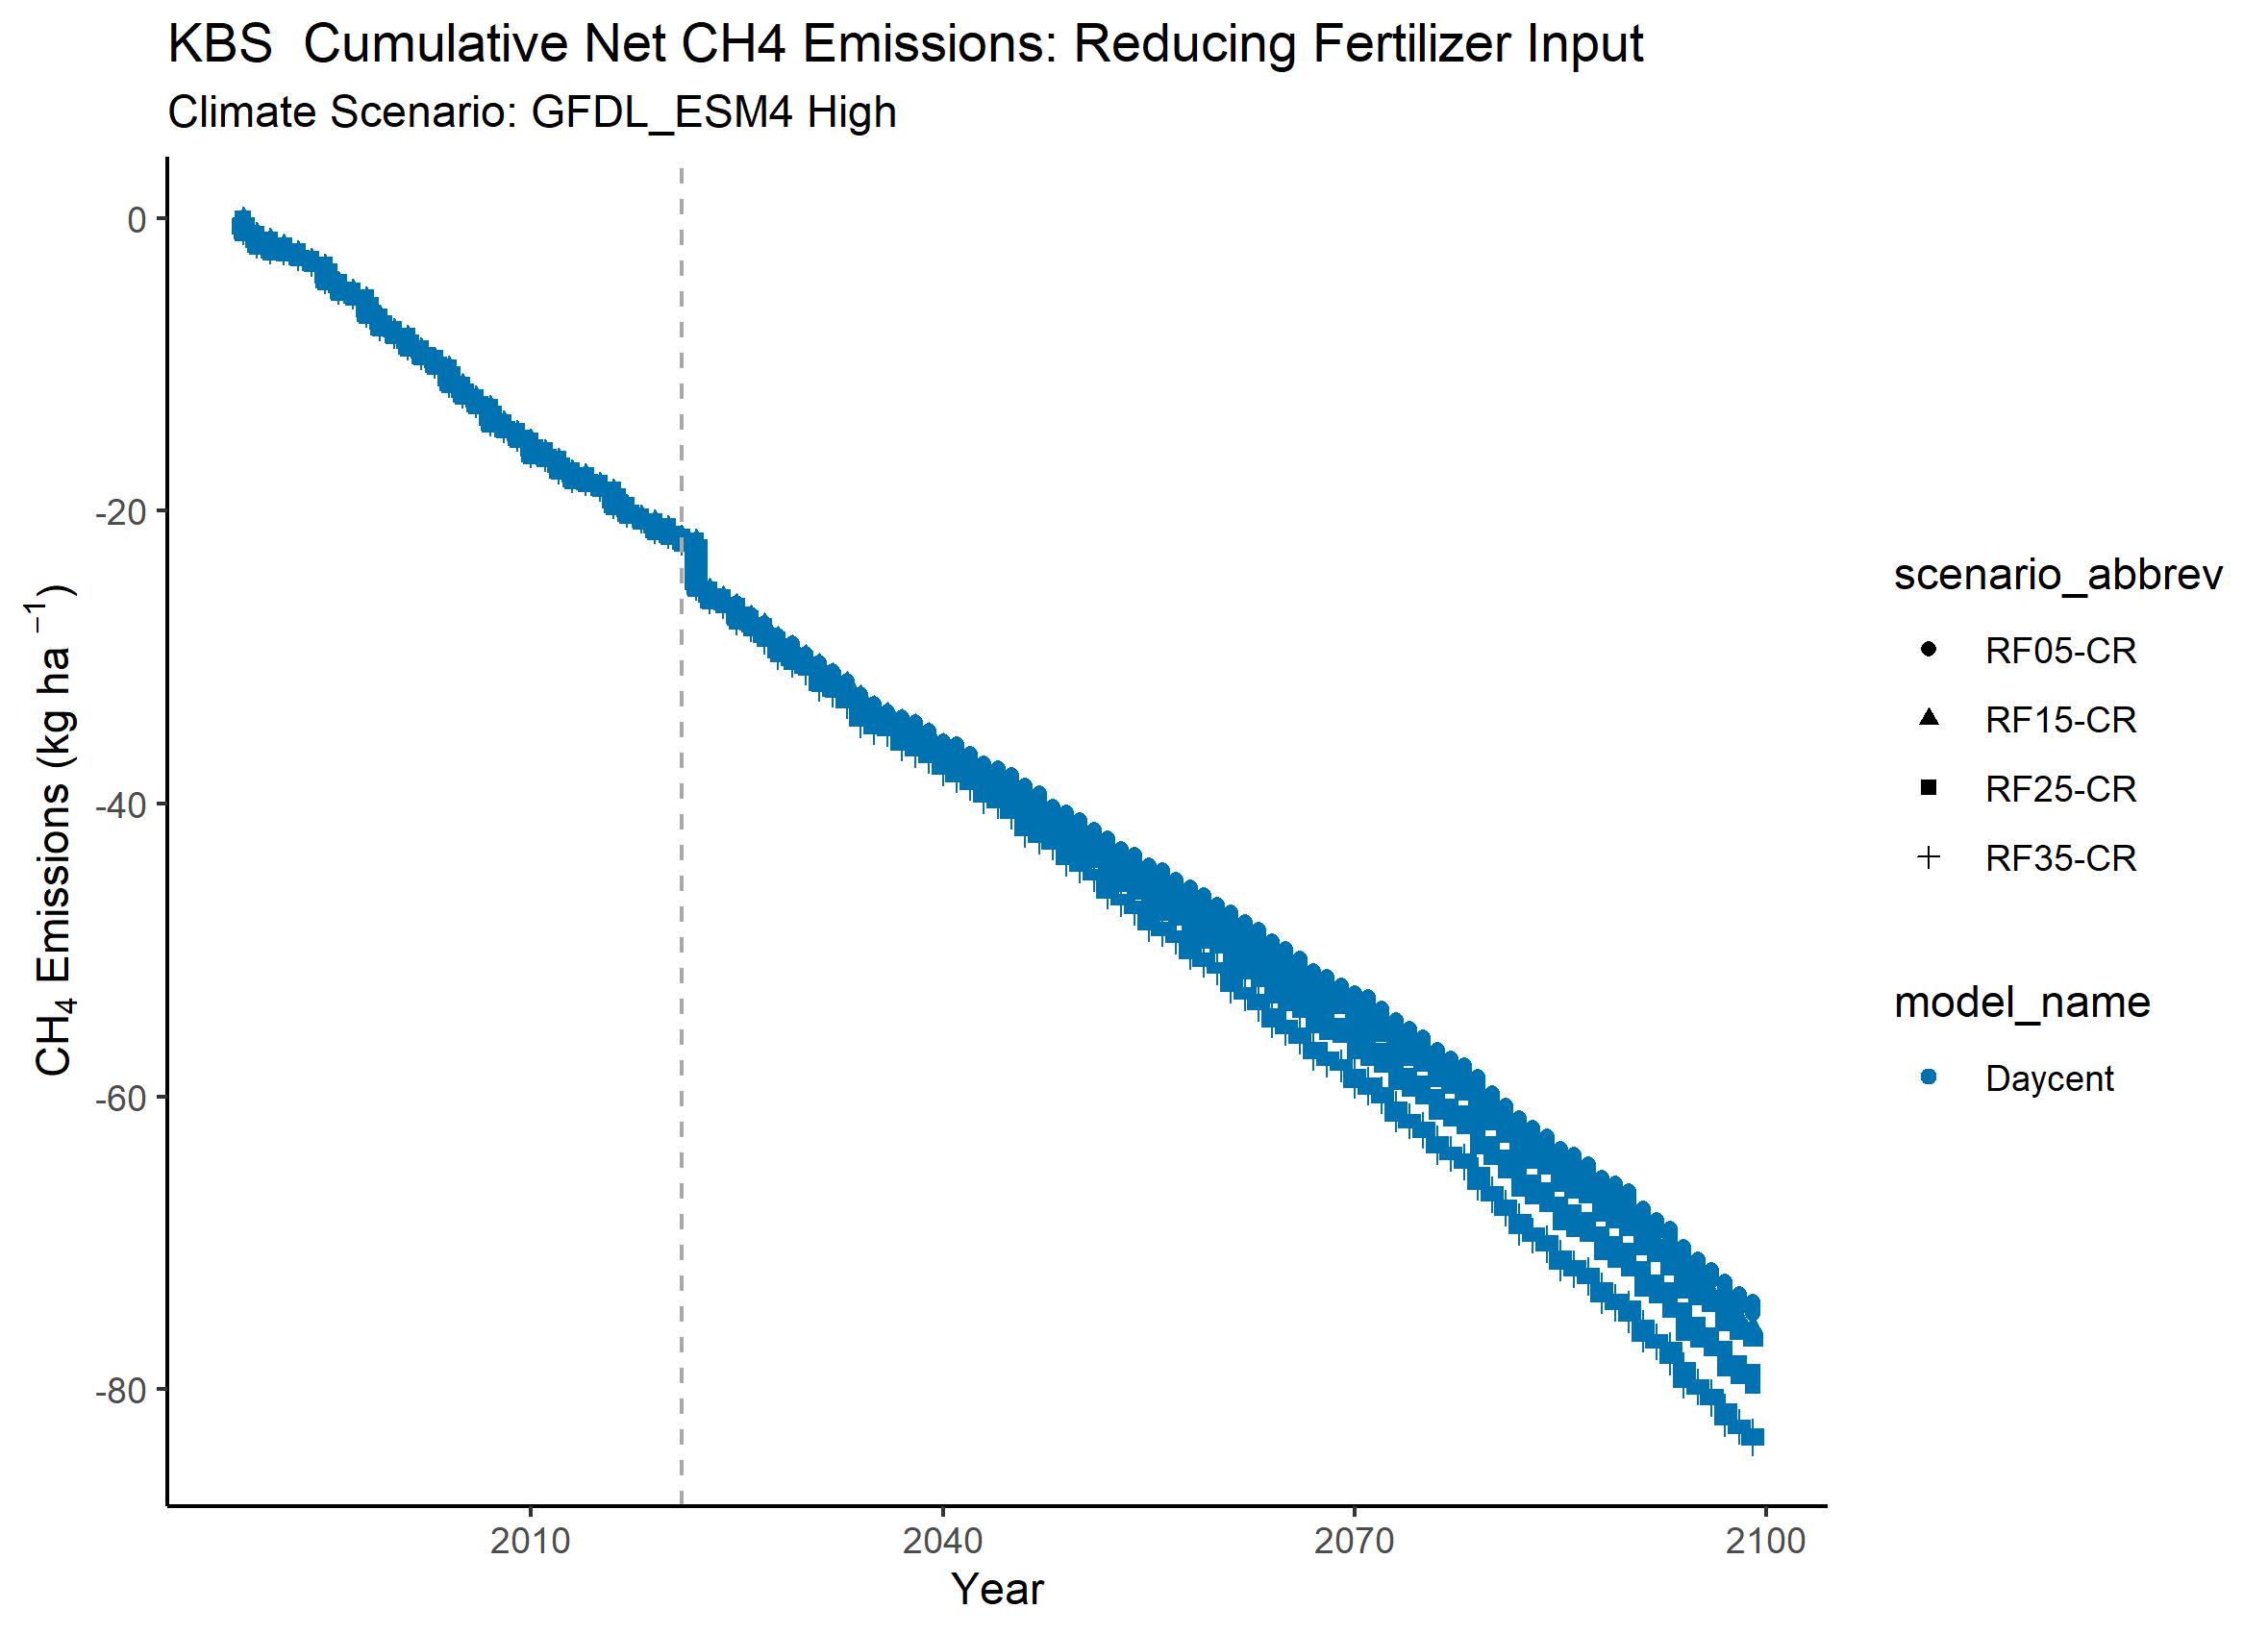 KBS  Cumulative Net CH4 Emissions: Reducing Fertilizer Input
Climate Scenario: GFDL_ESM4 High
0
-20
-40
-60
-80
CH₄ Emissions (kg ha ⁻¹)
2010
2040
2070
2100
Year
scenario_abbrev
RF05-CR
RF15-CR
RF25-CR
RF35-CR
model_name
Daycent